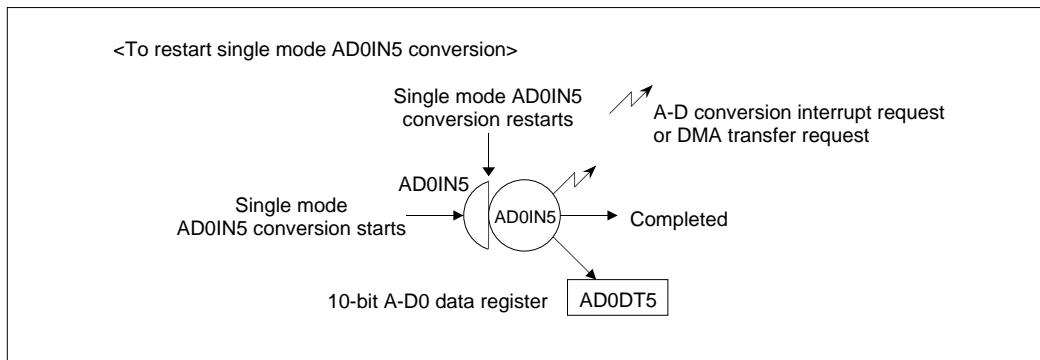 <To restart single mode AD0IN5 conversion>
Single mode AD0IN5
conversion restarts
A-D conversion interrupt request
or DMA transfer request
AD0IN5
Single mode
AD0IN5 conversion starts
AD0IN5
Completed
10-bit A-D0 data register
AD0DT5